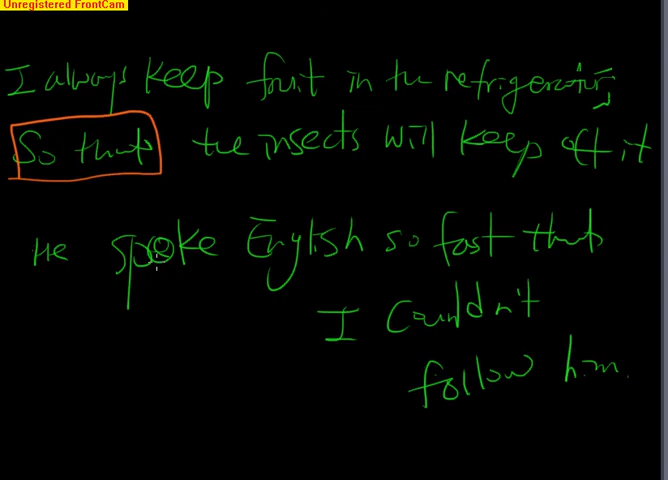 Unregistered FrontCam
I always keep fruit in the refrigerator,
So that the insects will keep off it
He spoke English so fast that
I couldn't
follow him.